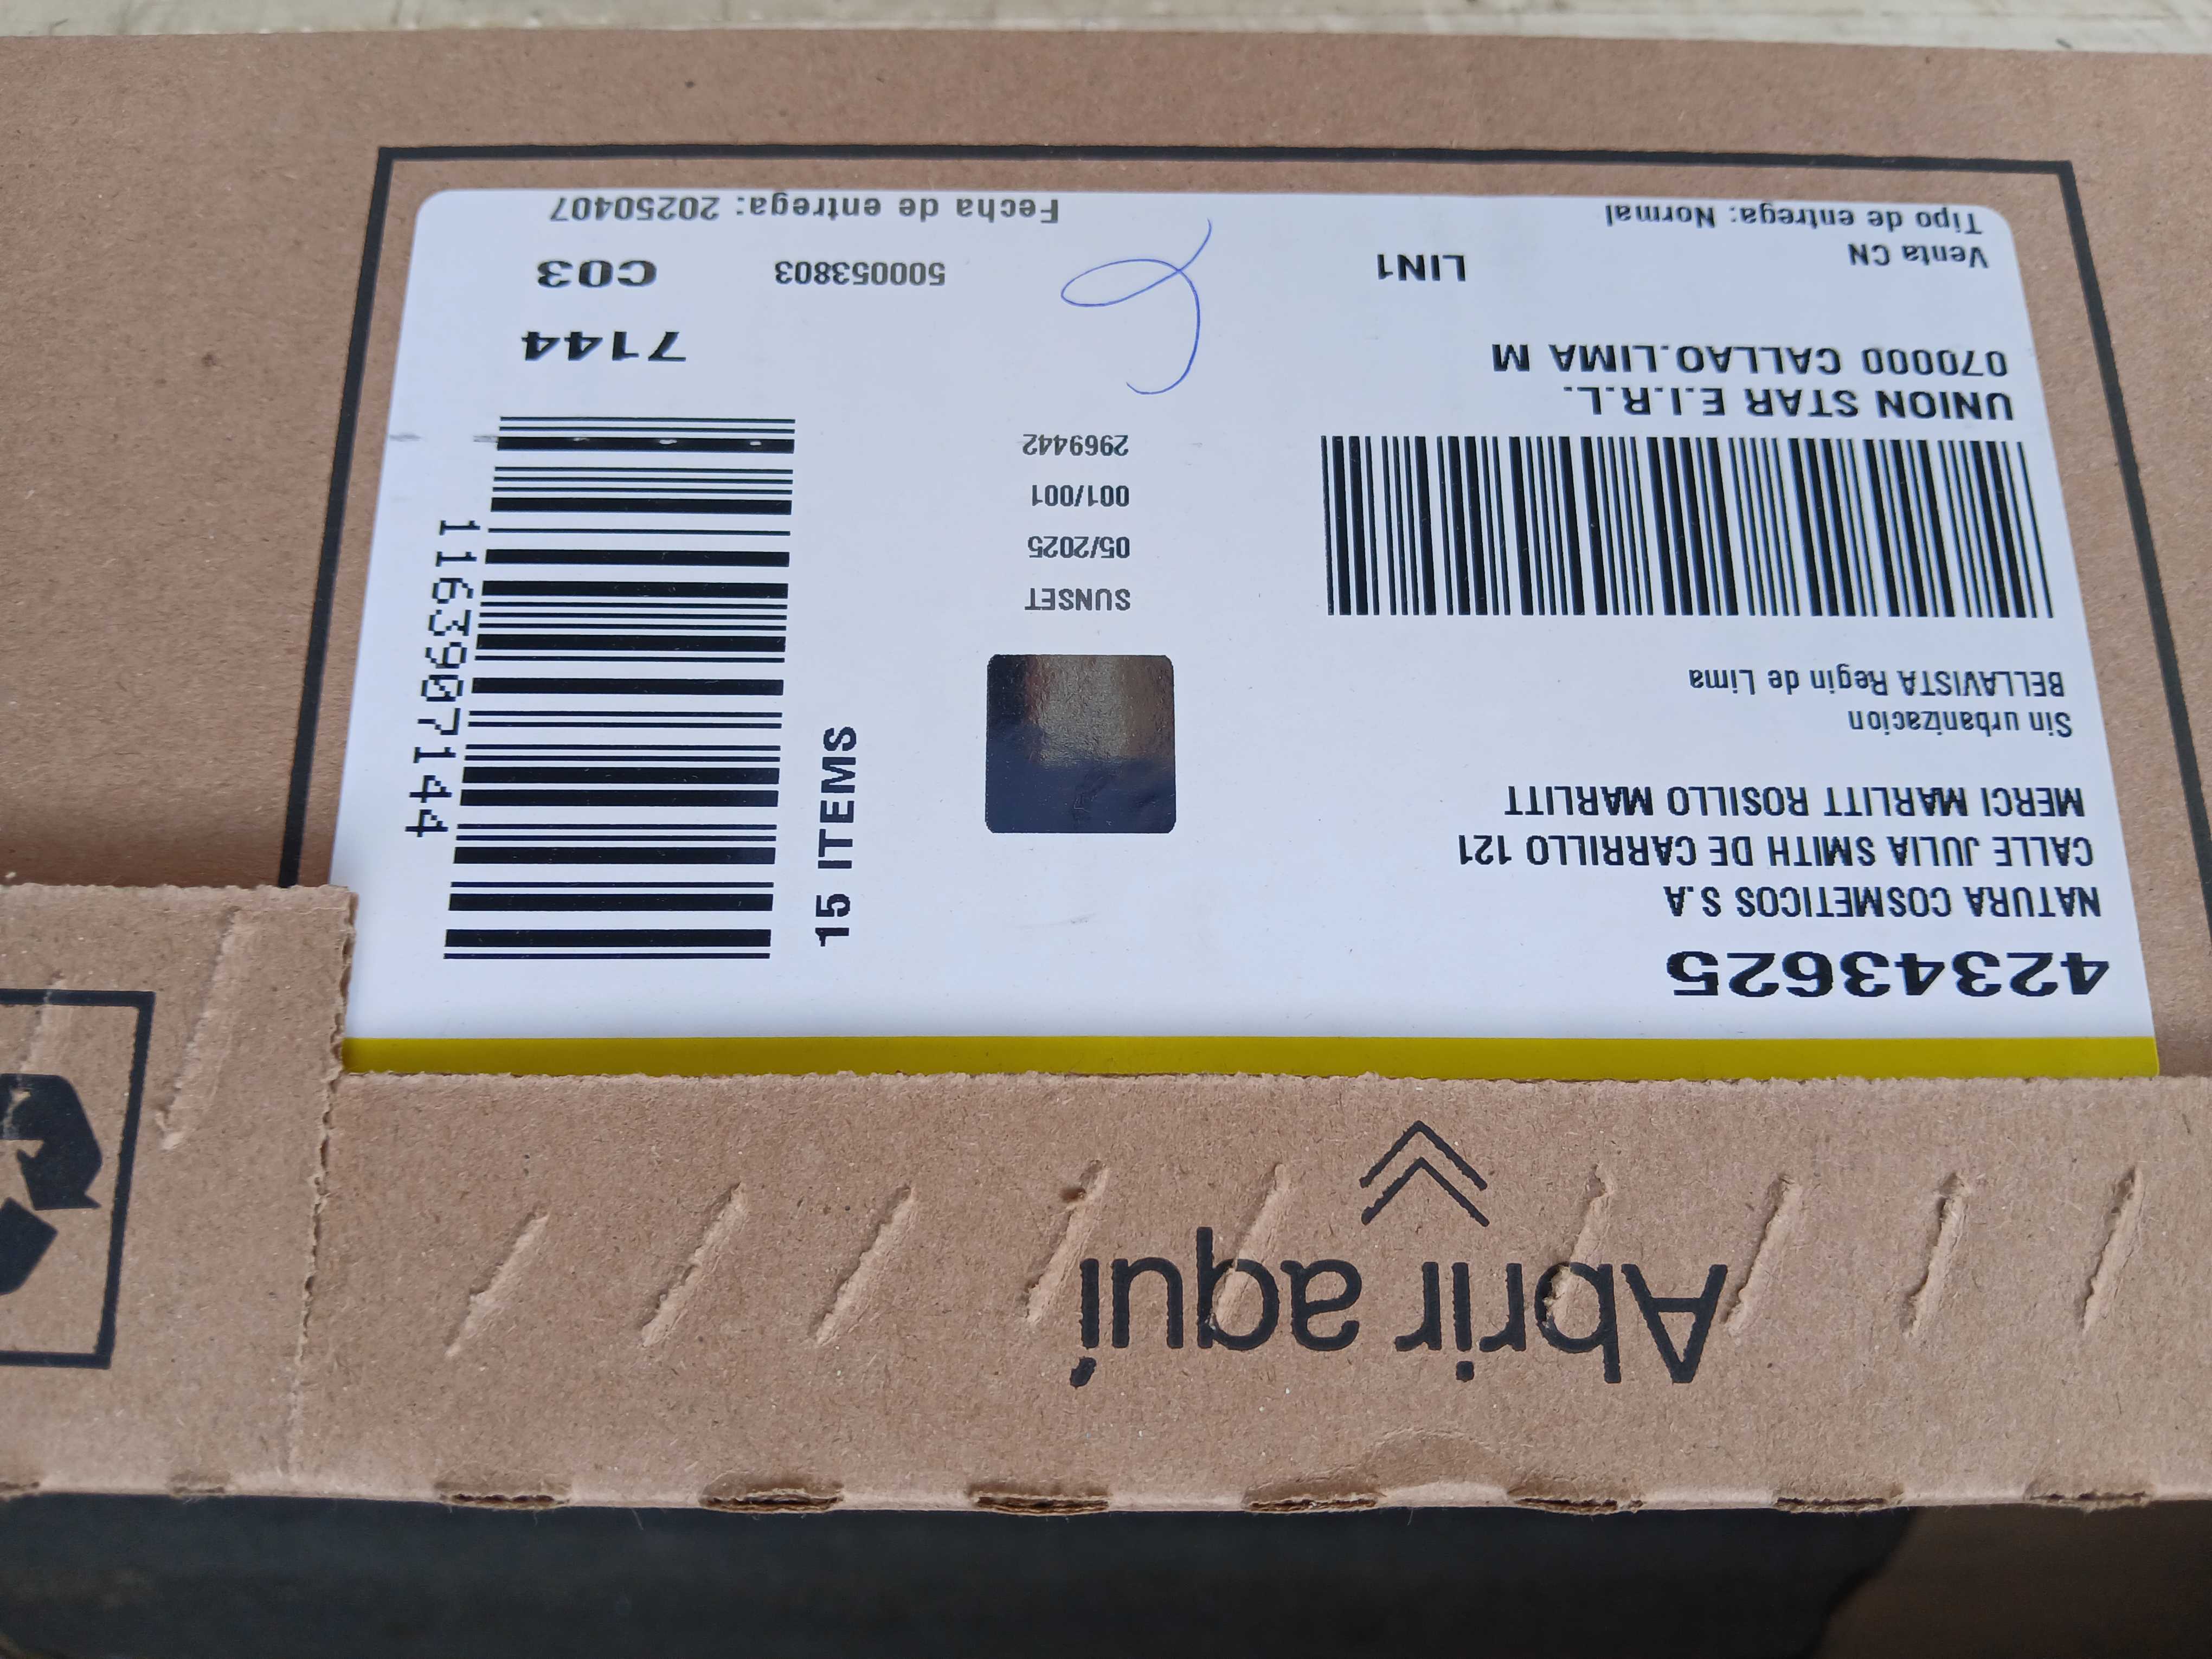 42343625
NATURA COSMETICOS S.A
CALLE JULIA SMITH DE CARRILLO 121
MERCI MARLITT ROSILLO MARLITT
Sin urbanizacion
BELLAVISTA Regin de Lima
UNION STAR E.I.R.L.
070000 CALLAO.LIMA M
Venta CN
LIN1
Tipo de entrega: Normal
SUNSET
05/2025
001/001
2969442
15 ITEMS
1163907144
7144
500053803
C03
Fecha de entrega: 20250407
Abrir aquí